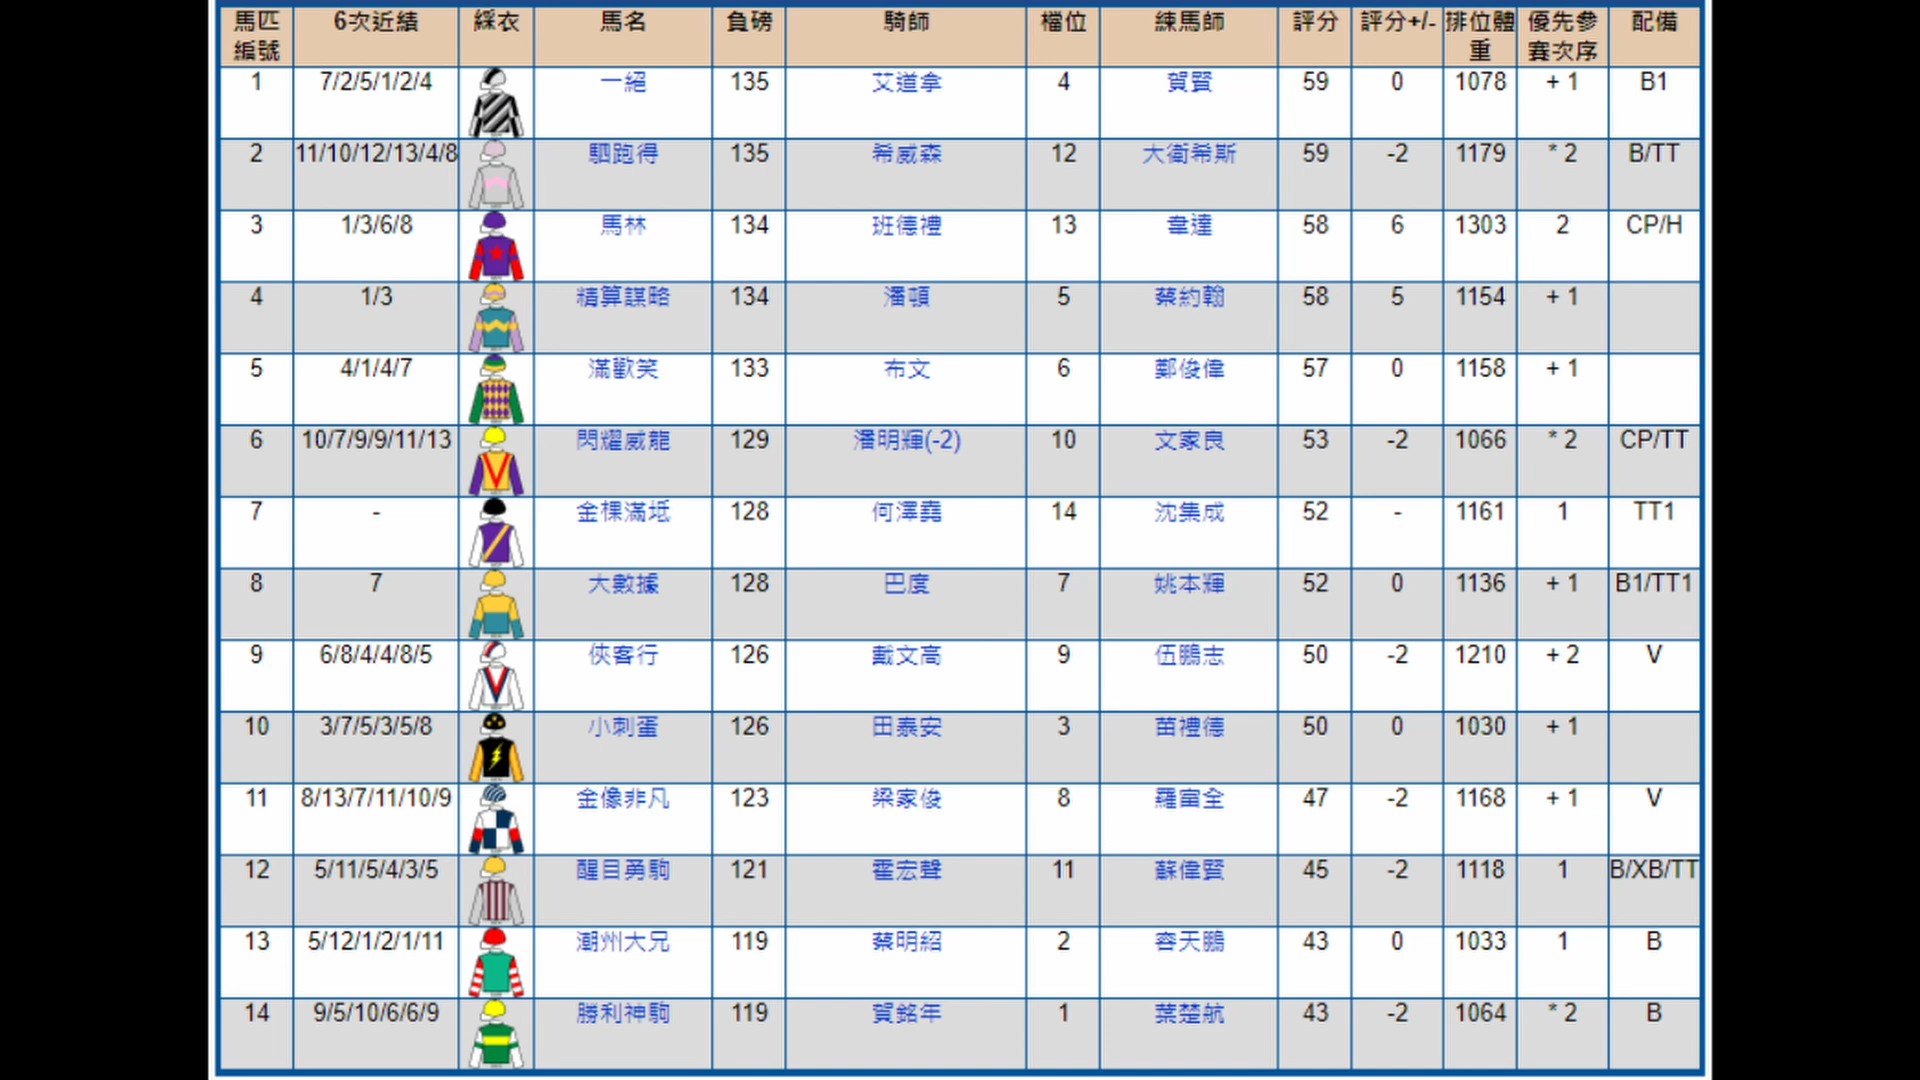 馬匹編號 6次近績 綵衣 馬名 負磅 騎師 檔位 練馬師 評分 評分+/- 排位體重 優先參賽次序 配備
1 7/2/5/1/2/4 一絕 135 艾道拿 4 賀賢 59 0 1078 + 1 B1
2 11/10/12/13/4/8 駟跑得 135 希威森 12 大衛希斯 59 -2 1179 * 2 B/TT
3 1/3/6/8 馬林 134 班德禮 13 韋達 58 6 1303 2 CP/H
4 1/3 精算謀略 134 潘頓 5 蔡約翰 58 5 1154 + 1
5 4/1/4/7 滿歡笑 133 布文 6 鄭俊偉 57 0 1158 + 1
6 10/7/9/9/11/13 閃耀威龍 129 潘明輝(-2) 10 文家良 53 -2 1066 * 2 CP/TT
7 - 金棵滿坻 128 何澤堯 14 沈集成 52 - 1161 1 TT1
8 7 大數據 128 巴度 7 姚本輝 52 0 1136 + 1 B1/TT1
9 6/8/4/4/8/5 俠客行 126 戴文高 9 伍鵬志 50 -2 1210 + 2 V
10 3/7/5/3/5/8 小刺蛋 126 田泰安 3 苗禮德 50 0 1030 + 1
11 8/13/7/11/10/9 金像非凡 123 梁家俊 8 羅富全 47 -2 1168 + 1 V
12 5/11/5/4/3/5 醒目勇駒 121 霍宏聲 11 蘇偉賢 45 -2 1118 1 B/XB/TT
13 5/12/1/2/1/11 潮州大兄 119 蔡明紹 2 容天鵬 43 0 1033 1 B
14 9/5/10/6/6/9 勝利神駒 119 賀銘年 1 葉楚航 43 -2 1064 * 2 B